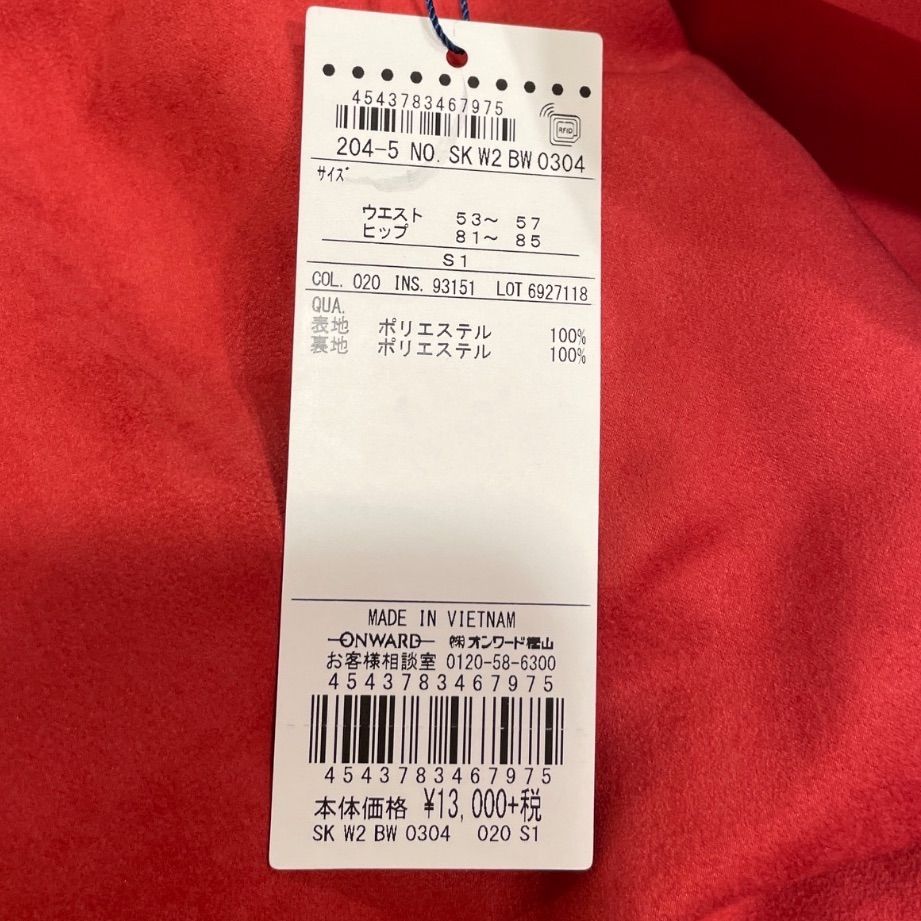 4543783467975
RFID
204-5 NO. SK W2 BW 0304
サイズ
ウエスト 53〜 57
ヒップ 81〜 85
S1
COL. 020 INS. 93151 LOT 6927118
QUA.
表地 ポリエステル 100%
裏地 ポリエステル 100%
MADE IN VIETNAM
ONWARD ㈱オンワード樫山
お客様相談室 0120-58-6300
4543783467975
4543783467975
本体価格 ¥13,000+税
SK W2 BW 0304 020 S1